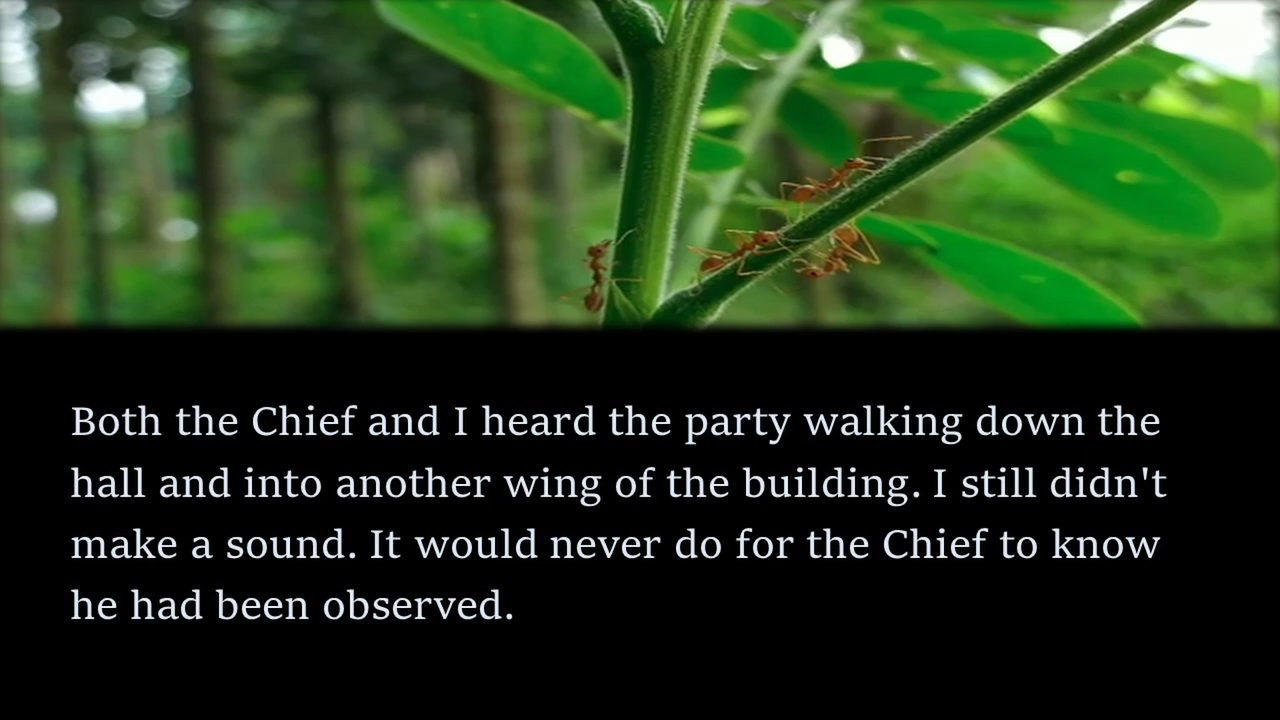 Both the Chief and I heard the party walking down the
hall and into another wing of the building. I still didn't
make a sound. It would never do for the Chief to know
he had been observed.